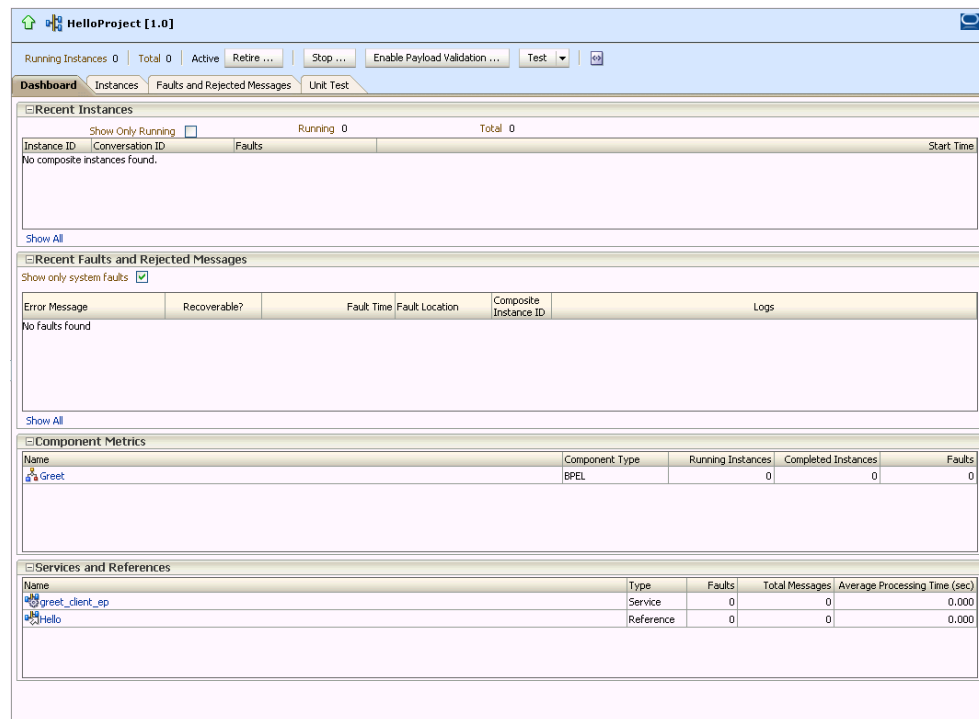 HelloProject [1.0]
Running Instances 0 Total 0 Active Retire ... Stop ... Enable Payload Validation ... Test
Dashboard Instances Faults and Rejected Messages Unit Test
Recent Instances
Show Only Running Running 0 Total 0
Instance ID Conversation ID Faults Start Time
No composite instances found.
Show All
Recent Faults and Rejected Messages
Show only system faults
Error Message Recoverable? Fault Time Fault Location Composite Instance ID Logs
No faults found
Show All
Component Metrics
Name Component Type Running Instances Completed Instances Faults
Greet BPEL 0 0 0
Services and References
Name Type Faults Total Messages Average Processing Time (sec)
greet_client_ep Service 0 0 0.000
Hello Reference 0 0 0.000